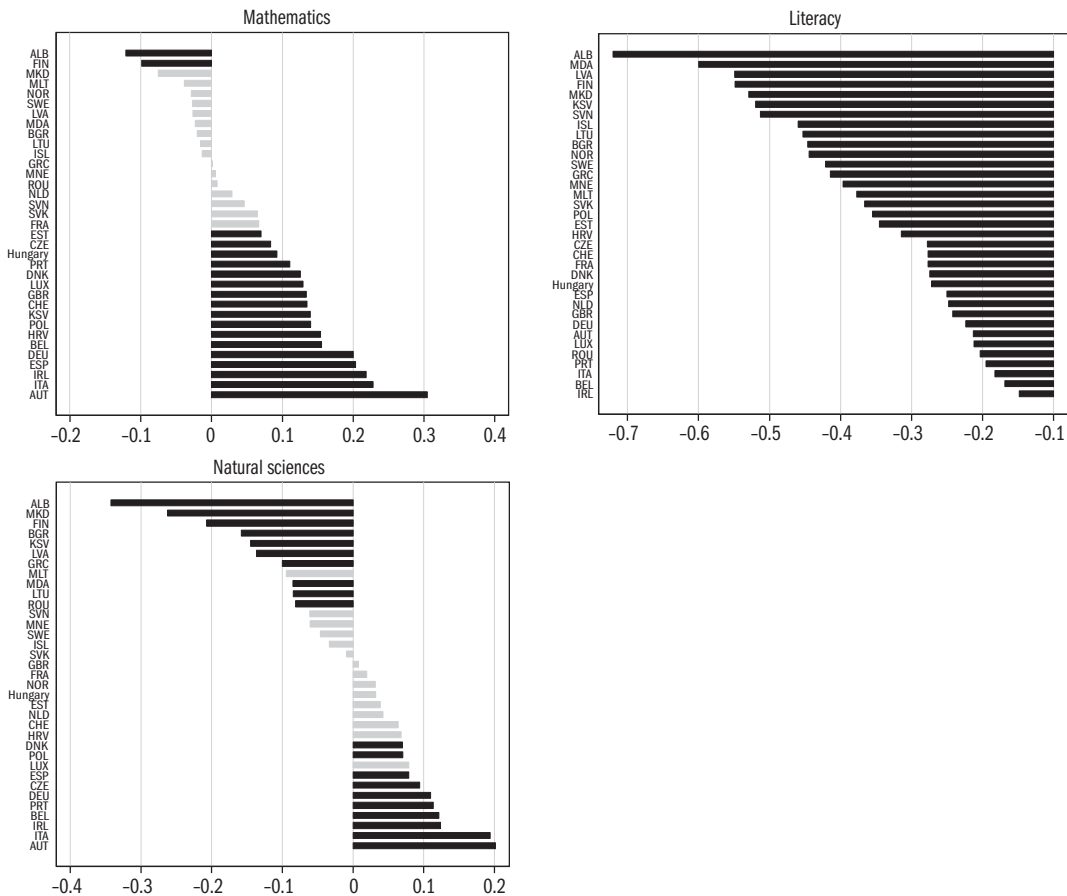 Mathematics
ALB
FIN
MKD
MLT
NOR
SWE
LVA
MDA
BGR
LTU
ISL
GRC
MNE
ROU
NLD
SVN
SVK
FRA
EST
CZE
Hungary
PRT
DNK
LUX
GBR
CHE
KSV
POL
HRV
BEL
DEU
ESP
IRL
ITA
AUT
–0.2 –0.1 0 0.1 0.2 0.3 0.4
Literacy
ALB
MDA
LVA
FIN
MKD
KSV
SVN
ISL
LTU
BGR
NOR
SWE
GRC
MNE
MLT
SVK
POL
EST
HRV
CZE
CHE
FRA
DNK
Hungary
ESP
NLD
GBR
DEU
AUT
LUX
ROU
PRT
ITA
BEL
IRL
–0.7 –0.6 –0.5 –0.4 –0.3 –0.2 –0.1
Natural sciences
ALB
MKD
FIN
BGR
KSV
LVA
GRC
MLT
MDA
LTU
ROU
SVN
MNE
SWE
ISL
SVK
GBR
FRA
NOR
Hungary
EST
NLD
CHE
HRV
DNK
POL
LUX
ESP
CZE
DEU
PRT
BEL
IRL
ITA
AUT
–0.4 –0.3 –0.2 –0.1 0 0.1 0.2